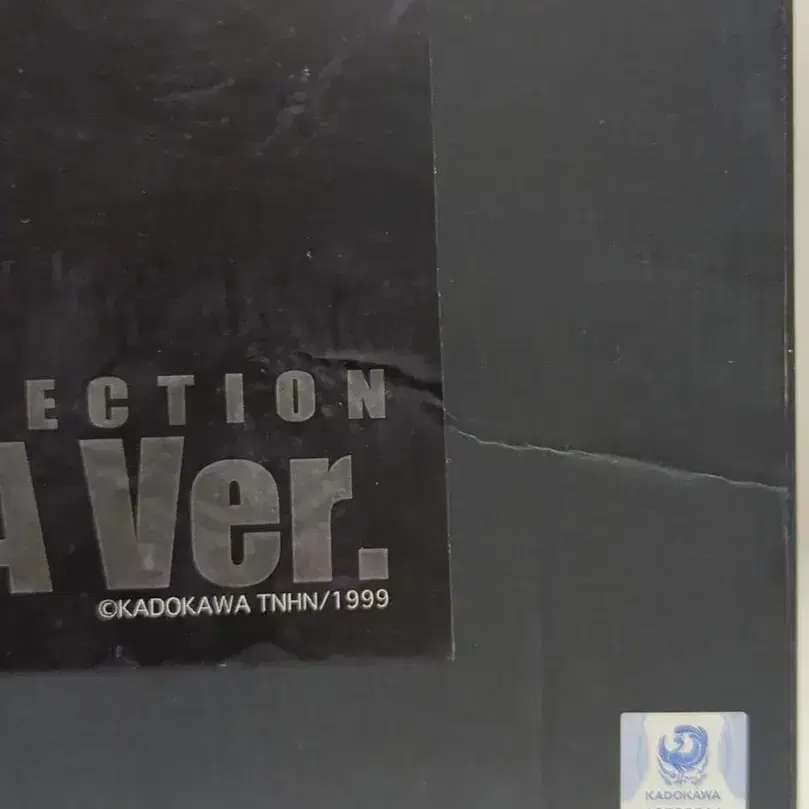 ECTION
A Ver.
©KADOKAWA TNHN/1999
KADOKAWA